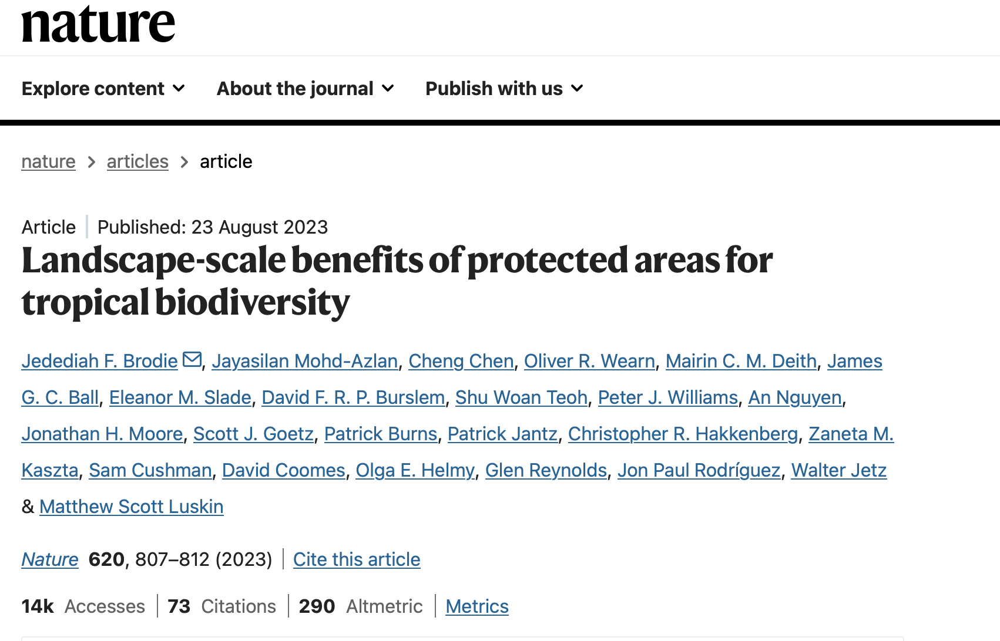 nature
Explore content About the journal Publish with us
nature > articles > article
Article | Published: 23 August 2023
Landscape-scale benefits of protected areas for
tropical biodiversity
Jedediah F. Brodie, Jayasilan Mohd-Azlan, Cheng Chen, Oliver R. Wearn, Mairin C. M. Deith, James
G. C. Ball, Eleanor M. Slade, David F. R. P. Burslem, Shu Woan Teoh, Peter J. Williams, An Nguyen,
Jonathan H. Moore, Scott J. Goetz, Patrick Burns, Patrick Jantz, Christopher R. Hakkenberg, Zaneta M.
Kaszta, Sam Cushman, David Coomes, Olga E. Helmy, Glen Reynolds, Jon Paul Rodríguez, Walter Jetz
& Matthew Scott Luskin
Nature 620, 807–812 (2023) | Cite this article
14k Accesses | 73 Citations | 290 Altmetric | Metrics